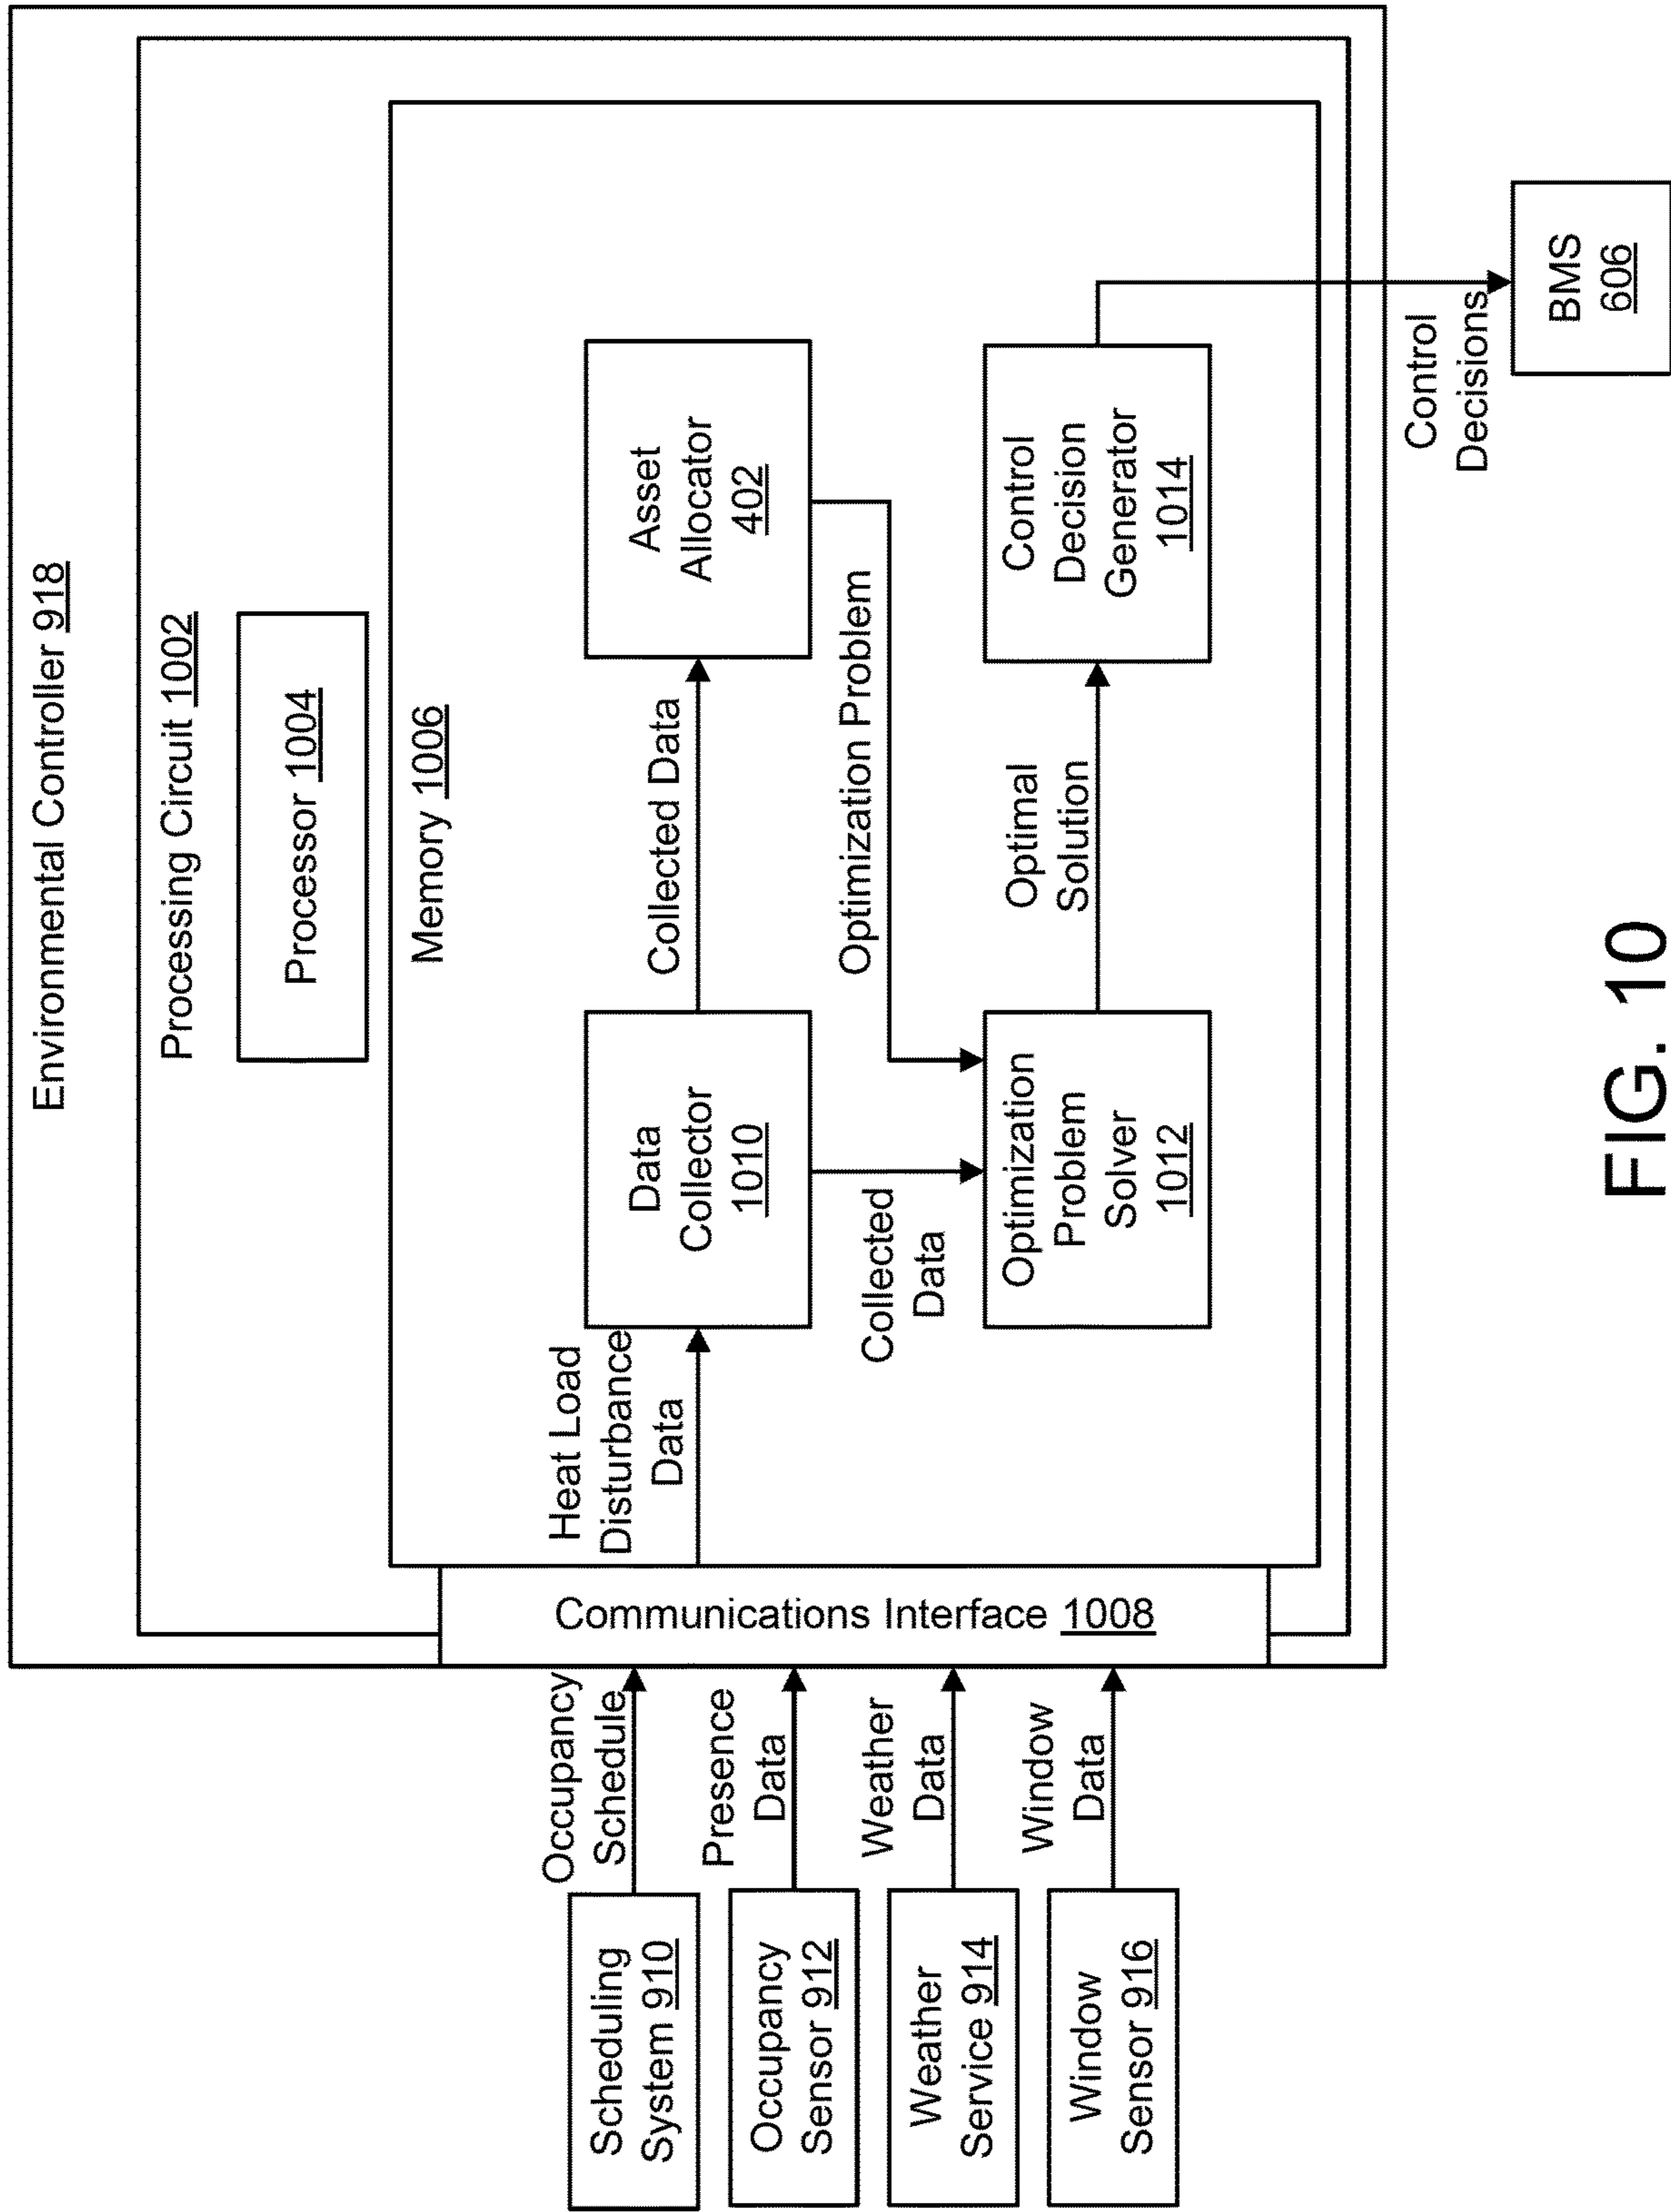 Environmental Controller 918
Processing Circuit 1002
Processor 1004
Memory 1006
Scheduling
System 910
Occupancy
Schedule
Occupancy
Sensor 912
Presence
Data
Weather
Service 914
Weather
Data
Window
Sensor 916
Window
Data
Communications Interface 1008
Heat Load
Disturbance
Data
Data
Collector
1010
Collected Data
Asset
Allocator
402
Collected
Data
Optimization Problem
Optimization
Problem
Solver
1012
Optimal
Solution
Control
Decision
Generator
1014
Control
Decisions
BMS
606
FIG. 10